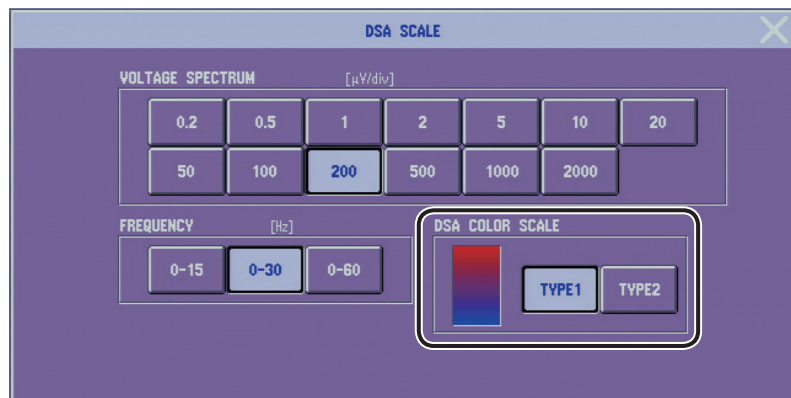 DSA SCALE
VOLTAGE SPECTRUM [µV/div]
0.2 0.5 1 2 5 10 20
50 100 200 500 1000 2000
FREQUENCY [Hz]
0-15 0-30 0-60
DSA COLOR SCALE
TYPE1 TYPE2